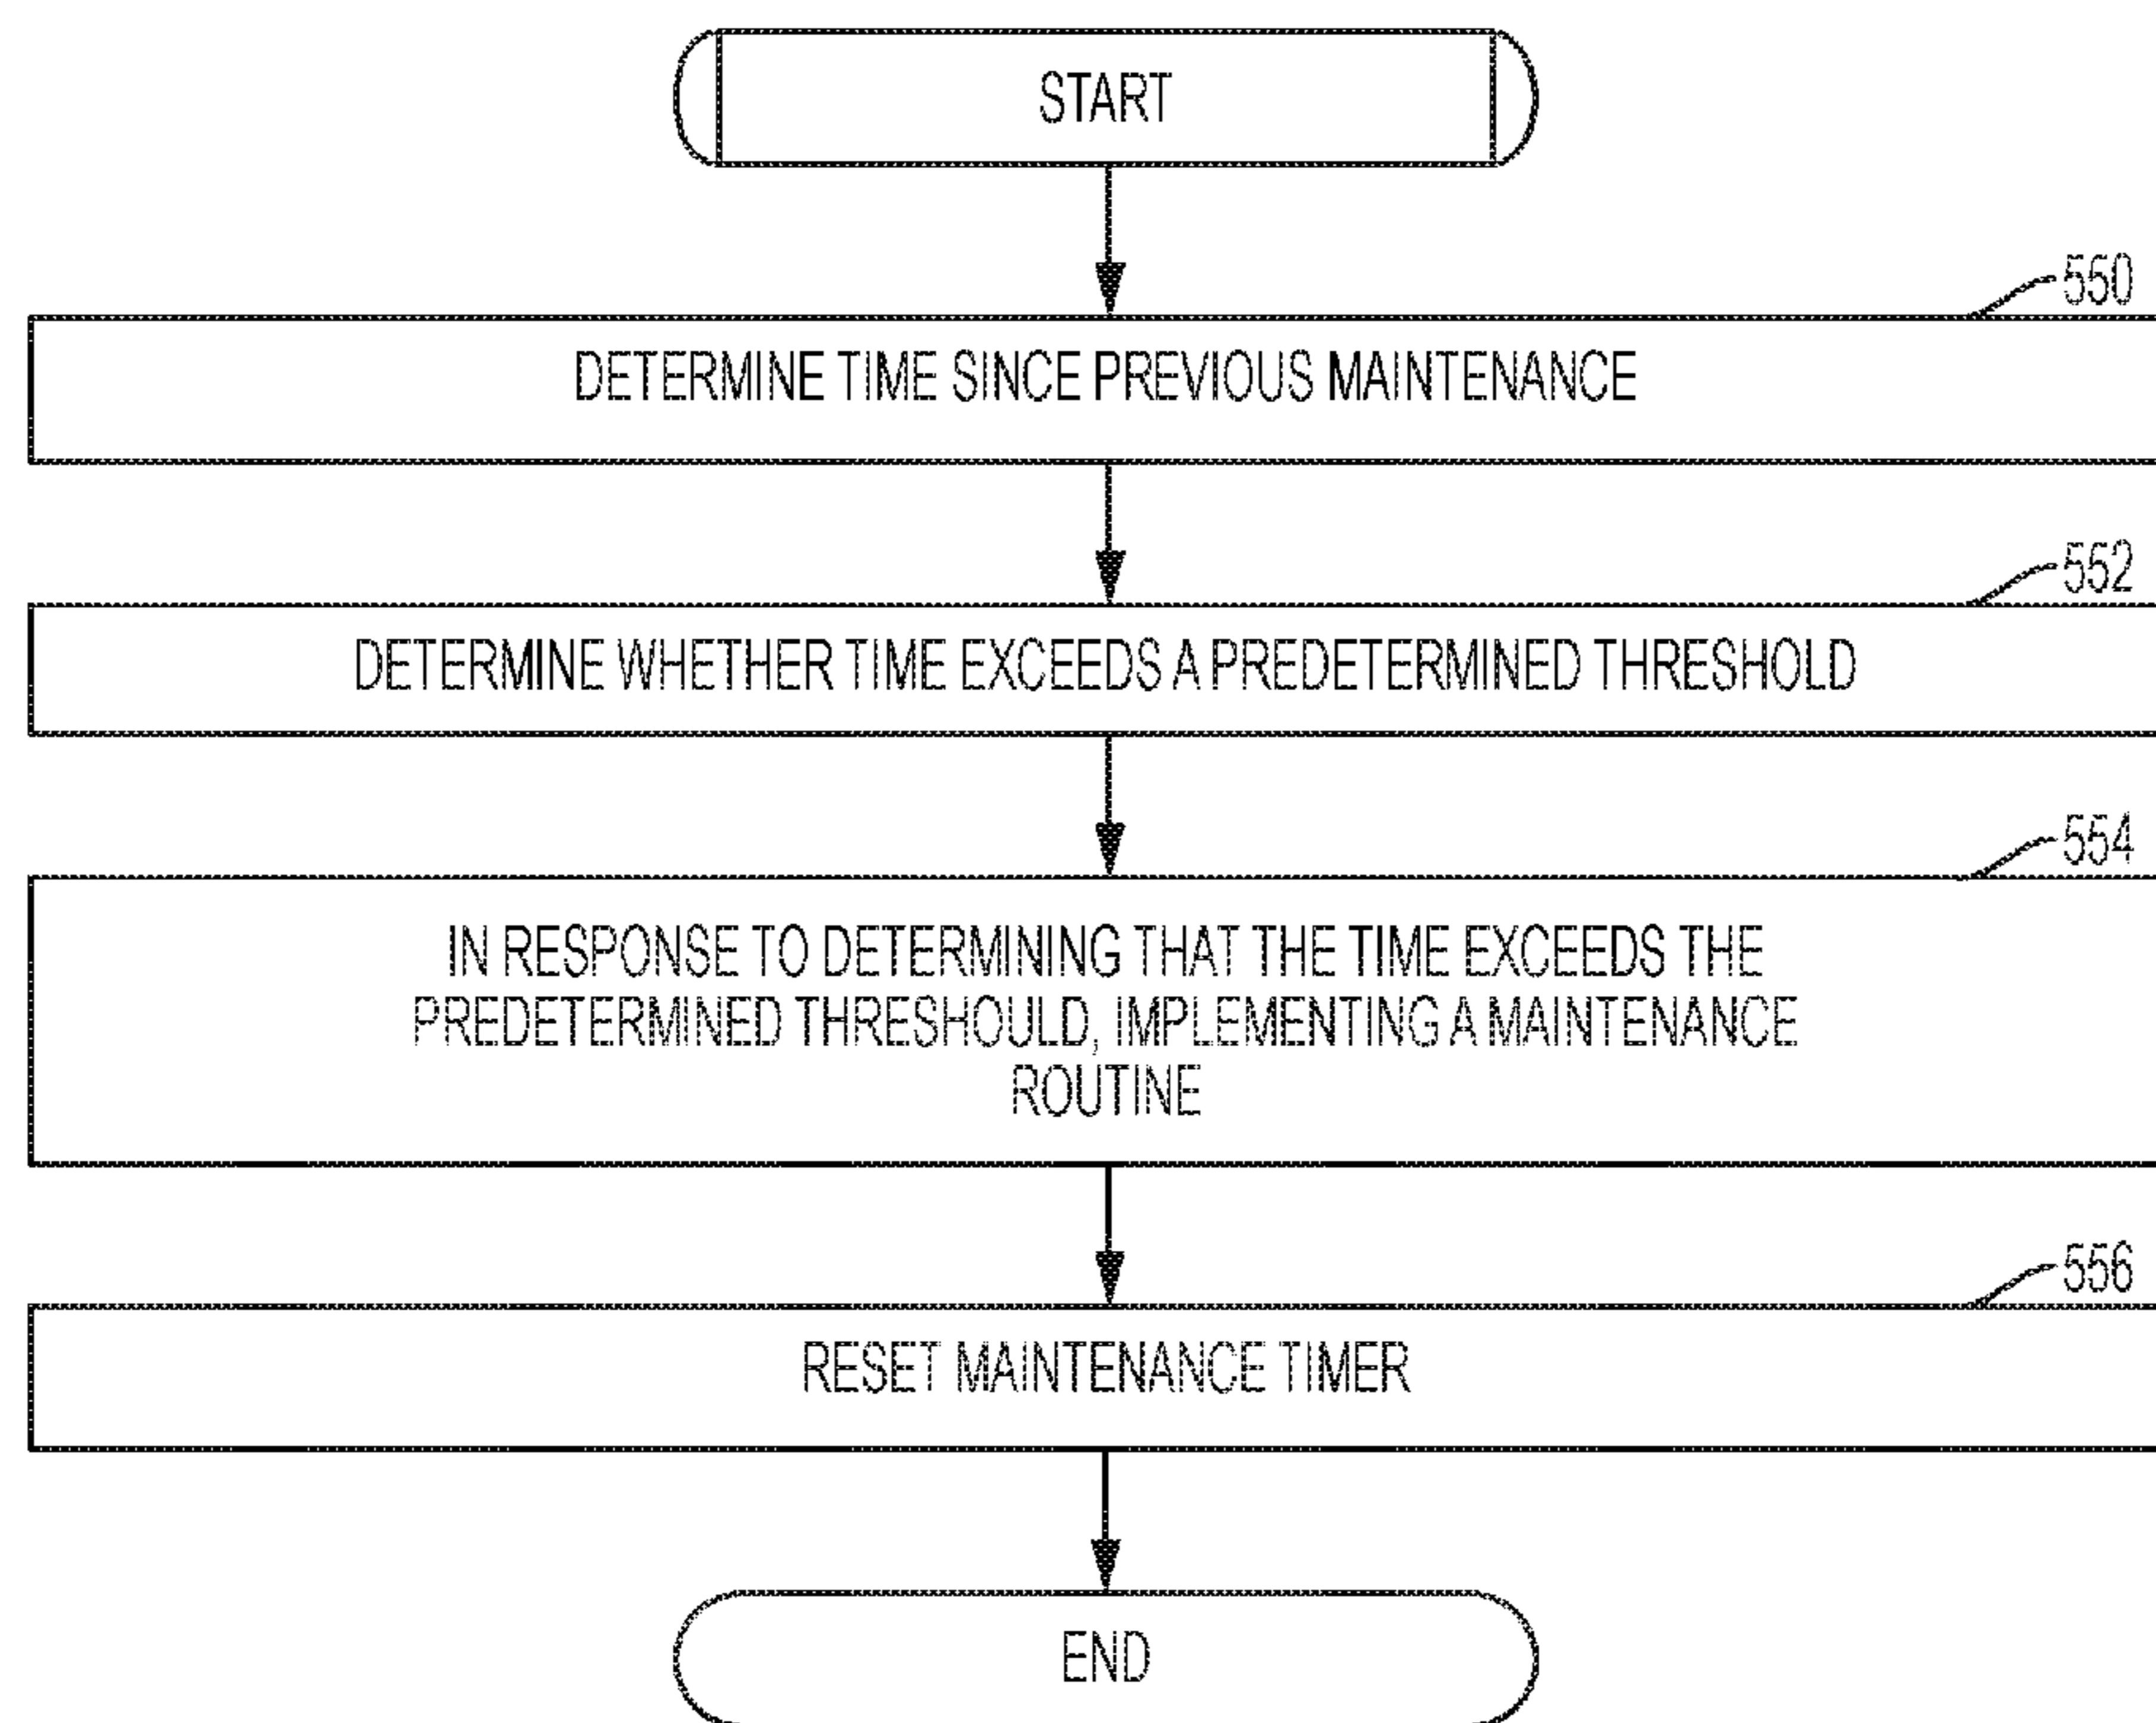 START
550
DETERMINE TIME SINCE PREVIOUS MAINTENANCE
552
DETERMINE WHETHER TIME EXCEEDS A PREDETERMINED THRESHOLD
554
IN RESPONSE TO DETERMINING THAT THE TIME EXCEEDS THE
PREDETERMINED THRESHOULD, IMPLEMENTING A MAINTENANCE
ROUTINE
556
RESET MAINTENANCE TIMER
END